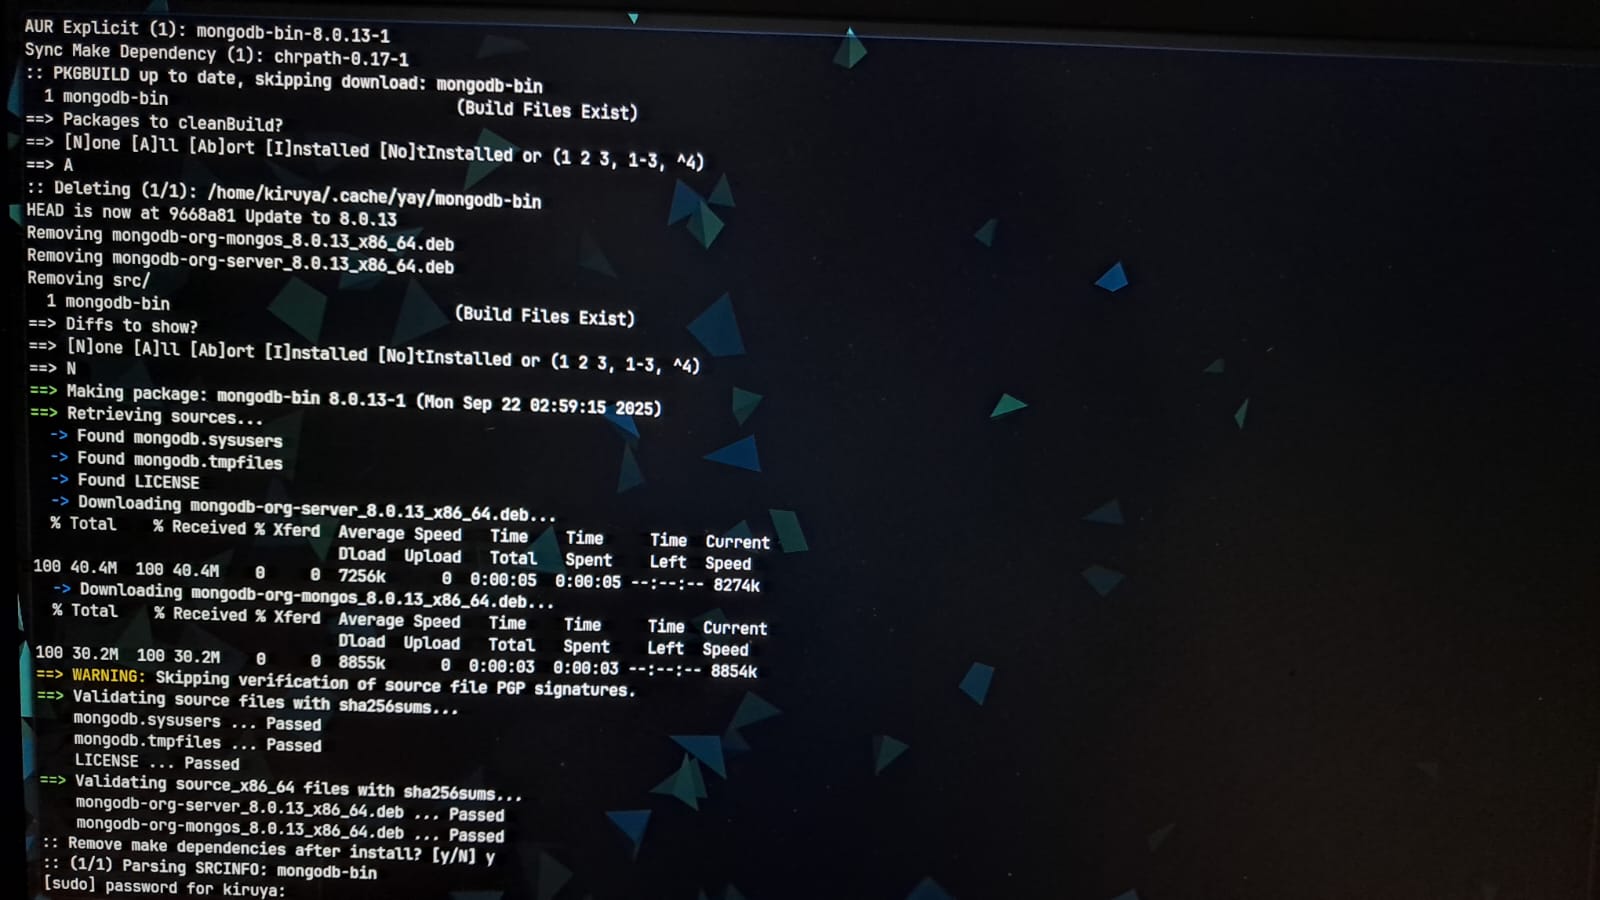 AUR Explicit (1): mongodb-bin-8.0.13-1
Sync Make Dependency (1): chrpath-0.17-1
:: PKGBUILD up to date, skipping download: mongodb-bin
  1 mongodb-bin                              (Build Files Exist)
==> Packages to cleanBuild?
==> [N]one [A]ll [Ab]ort [I]nstalled [No]tInstalled or (1 2 3, 1-3, ^4)
==> A
:: Deleting (1/1): /home/kiruya/.cache/yay/mongodb-bin
HEAD is now at 9668a81 Update to 8.0.13
Removing mongodb-org-mongos_8.0.13_x86_64.deb
Removing mongodb-org-server_8.0.13_x86_64.deb
Removing src/
  1 mongodb-bin                              (Build Files Exist)
==> Diffs to show?
==> [N]one [A]ll [Ab]ort [I]nstalled [No]tInstalled or (1 2 3, 1-3, ^4)
==> N
==> Making package: mongodb-bin 8.0.13-1 (Mon Sep 22 02:59:15 2025)
==> Retrieving sources...
  -> Found mongodb.sysusers
  -> Found mongodb.tmpfiles
  -> Found LICENSE
  -> Downloading mongodb-org-server_8.0.13_x86_64.deb...
  % Total    % Received % Xferd  Average Speed   Time    Time     Time  Current
                                 Dload  Upload   Total   Spent    Left  Speed
100 40.4M  100 40.4M    0     0  7256k      0  0:00:05  0:00:05 --:--:-- 8274k
  -> Downloading mongodb-org-mongos_8.0.13_x86_64.deb...
  % Total    % Received % Xferd  Average Speed   Time    Time     Time  Current
                                 Dload  Upload   Total   Spent    Left  Speed
100 30.2M  100 30.2M    0     0  8855k      0  0:00:03  0:00:03 --:--:-- 8854k
==> WARNING: Skipping verification of source file PGP signatures.
==> Validating source files with sha256sums...
    mongodb.sysusers ... Passed
    mongodb.tmpfiles ... Passed
    LICENSE ... Passed
==> Validating source_x86_64 files with sha256sums...
    mongodb-org-server_8.0.13_x86_64.deb ... Passed
    mongodb-org-mongos_8.0.13_x86_64.deb ... Passed
:: Remove make dependencies after install? [y/N] y
:: (1/1) Parsing SRCINFO: mongodb-bin
[sudo] password for kiruya: